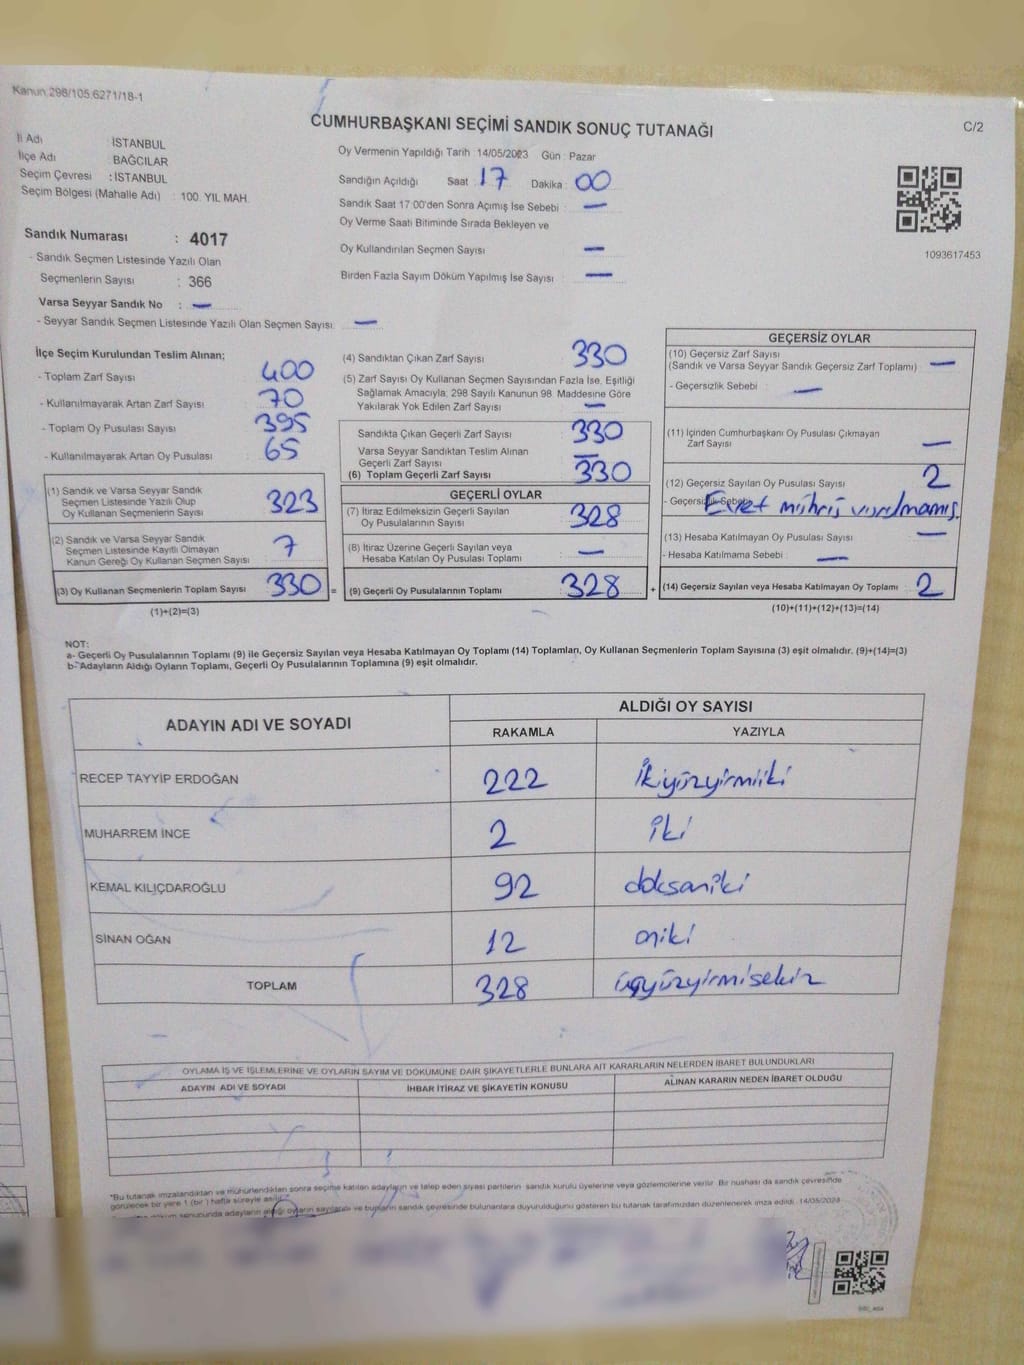 Kanun 298/105,6271/18-1
CUMHURBAŞKANI SEÇİMİ SANDIK SONUÇ TUTANAĞI
C/2
İl Adı : İSTANBUL
İlçe Adı : BAĞCILAR
Seçim Çevresi : İSTANBUL
Seçim Bölgesi (Mahalle Adı) : 100. YIL MAH.
Oy Vermenin Yapıldığı Tarih :14/05/2023 Gün : Pazar
Sandığın Açıldığı Saat : 17 Dakika : 00
Sandık Saat 17:00'den Sonra Açımış İse Sebebi : —
Oy Verme Saati Bitiminde Sırada Bekleyen ve
Oy Kullandırılan Seçmen Sayısı : —
Birden Fazla Sayım Döküm Yapılmış İse Sayısı : —
1093617453
Sandık Numarası : 4017
- Sandık Seçmen Listesinde Yazılı Olan
Seçmenlerin Sayısı : 366
Varsa Seyyar Sandık No : —
- Seyyar Sandık Seçmen Listesinde Yazılı Olan Seçmen Sayısı : —
İlçe Seçim Kurulundan Teslim Alınan;
- Toplam Zarf Sayısı : 400
- Kullanılmayarak Artan Zarf Sayısı : 70
- Toplam Oy Pusulası Sayısı : 395
- Kullanılmayarak Artan Oy Pusulası : 65
(1) Sandık ve Varsa Seyyar Sandık
Seçmen Listesinde Yazılı Olup
Oy Kullanan Seçmenlerin Sayısı : 323
(2) Sandık ve Varsa Seyyar Sandık
Seçmen Listesinde Kayıtlı Olmayan
Kanun Gereği Oy Kullanan Seçmen Sayısı : 7
(3) Oy Kullanan Seçmenlerin Toplam Sayısı : 330 =
(1)+(2)=(3)
(4) Sandıktan Çıkan Zarf Sayısı : 330
(5) Zarf Sayısı Oy Kullanan Seçmen Sayısından Fazla İse, Eşitliği
Sağlamak Amacıyla; 298 Sayılı Kanunun 98. Maddesine Göre
Yakılarak Yok Edilen Zarf Sayısı : —
Sandıkta Çıkan Geçerli Zarf Sayısı : 330
Varsa Seyyar Sandıktan Teslim Alınan
Geçerli Zarf Sayısı : —
(6) Toplam Geçerli Zarf Sayısı : 330
GEÇERLİ OYLAR
(7) İtiraz Edilmeksizin Geçerli Sayılan
Oy Pusulalarının Sayısı : 328
(8) İtiraz Üzerine Geçerli Sayılan veya
Hesaba Katılan Oy Pusulası Toplamı : —
(9) Geçerli Oy Pusulalarının Toplamı : 328 +
GEÇERSİZ OYLAR
(10) Geçersiz Zarf Sayısı
(Sandık ve Varsa Seyyar Sandık Geçersiz Zarf Toplamı) : —
- Geçersizlik Sebebi : —
(11) İçinden Cumhurbaşkanı Oy Pusulası Çıkmayan
Zarf Sayısı : —
(12) Geçersiz Sayılan Oy Pusulası Sayısı : 2
- Geçersizlik Sebebi Evet mührü vurulmamış.
(13) Hesaba Katılmayan Oy Pusulası Sayısı : —
- Hesaba Katılmama Sebebi : —
(14) Geçersiz Sayılan veya Hesaba Katılmayan Oy Toplamı : 2
(10)+(11)+(12)+(13)=(14)
NOT:
a- Geçerli Oy Pusulalarının Toplamı (9) ile Geçersiz Sayılan veya Hesaba Katılmayan Oy Toplamı (14) Toplamları, Oy Kullanan Seçmenlerin Toplam Sayısına (3) eşit olmalıdır. (9)+(14)=(3)
b- Adayların Aldığı Oyların Toplamı, Geçerli Oy Pusulalarının Toplamına (9) eşit olmalıdır.
ADAYIN ADI VE SOYADI
ALDIĞI OY SAYISI
RAKAMLA YAZIYLA
RECEP TAYYİP ERDOĞAN 222 ikiyüzyirmiiki
MUHARREM İNCE 2 iki
KEMAL KILIÇDAROĞLU 92 doksaniki
SİNAN OĞAN 12 oniki
TOPLAM 328 üçyüzyirmisekiz
OYLAMA İŞ VE İŞLEMLERİNE VE OYLARIN SAYIM VE DÖKÜMÜNE DAİR ŞİKAYETLERLE BUNLARA AİT KARARLARIN NELERDEN İBARET BULUNDUKLARI
ADAYIN ADI VE SOYADI İHBAR İTİRAZ VE ŞİKAYETİN KONUSU ALINAN KARARIN NEDEN İBARET OLDUĞU
*Bu tutanak imzalandıktan ve mühürlendikten sonra seçime katılan adayların ve talep eden siyasi partilerin sandık kurulu üyelerine veya gözlemcilerine verilir. Bir nüshası da sandık çevresinde
görülecek bir yere 1 (bir) hafta süreyle asılır.
döküm sonucunda adayların aldığı oyların sayılarını ve bunların sandık çevresinde bulunanlara duyurulduğunu gösteren bu tutanak tarafımızdan düzenlenerek imza edildi. 14/05/2023